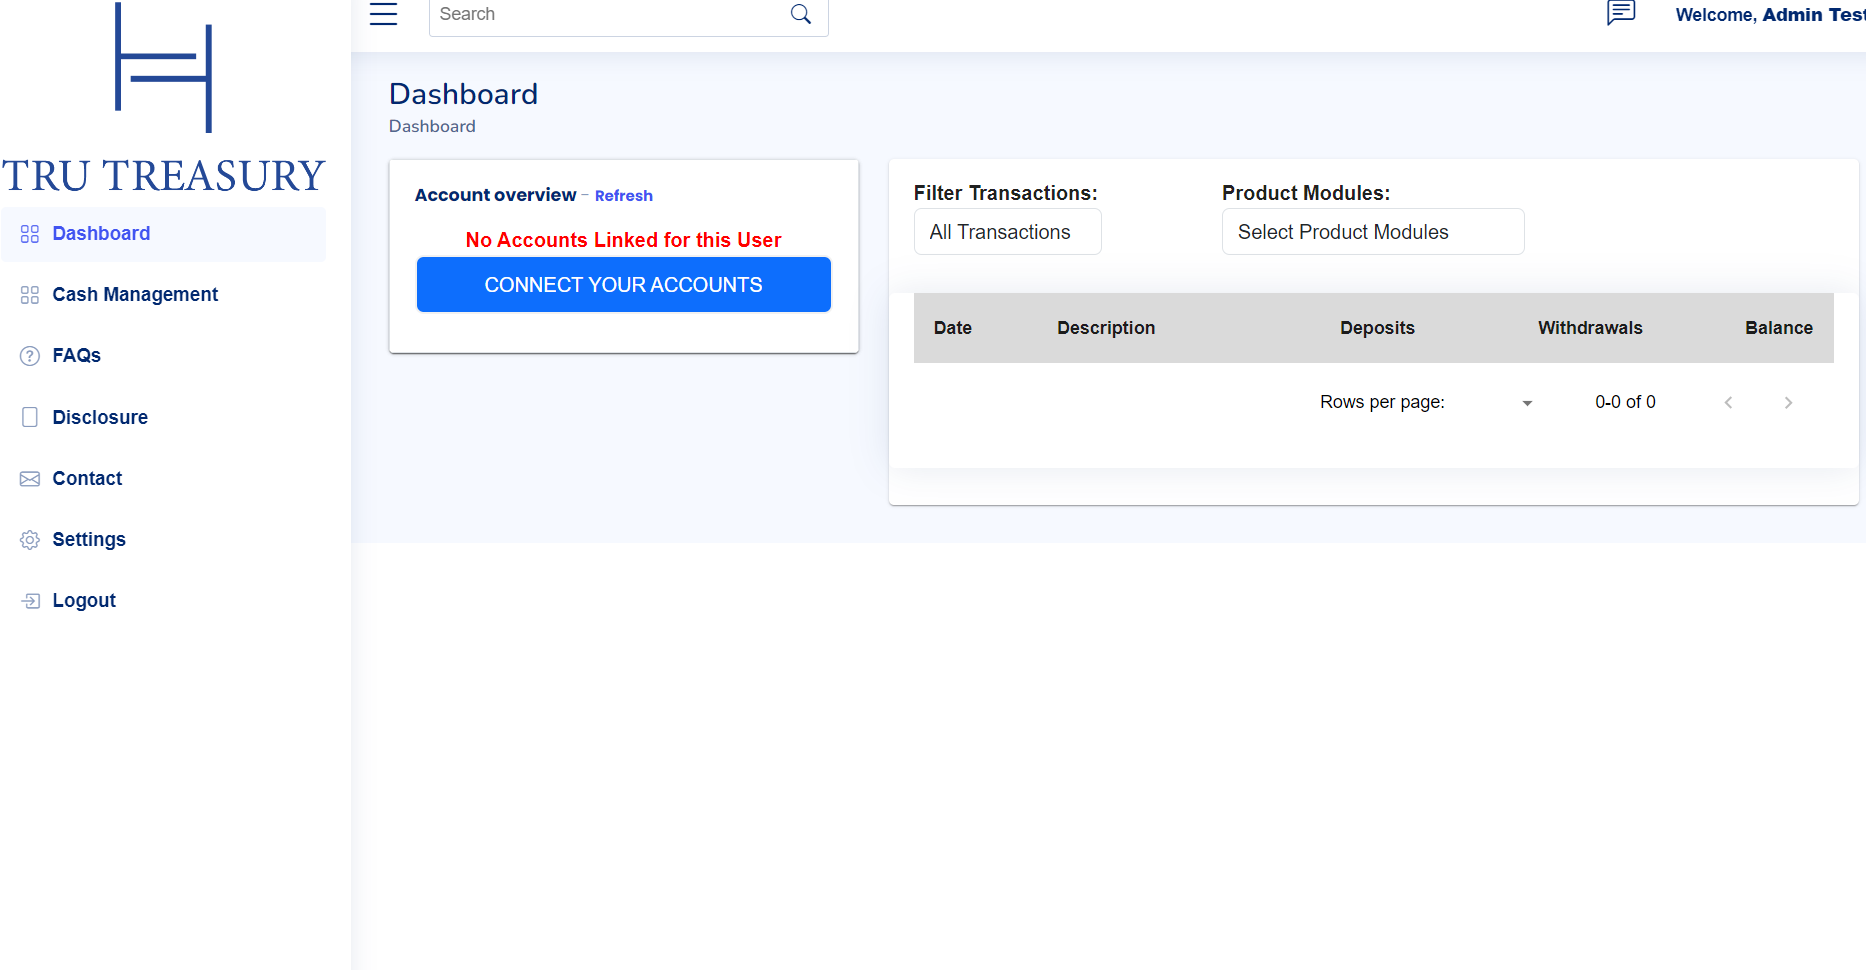 TRU TREASURY
Dashboard
Cash Management
FAQs
Disclosure
Contact
Settings
Logout
Search
Welcome, Admin Test
Dashboard
Dashboard
Account overview - Refresh
No Accounts Linked for this User
CONNECT YOUR ACCOUNTS
Filter Transactions: Product Modules:
All Transactions Select Product Modules
Date Description Deposits Withdrawals Balance
Rows per page: 0-0 of 0